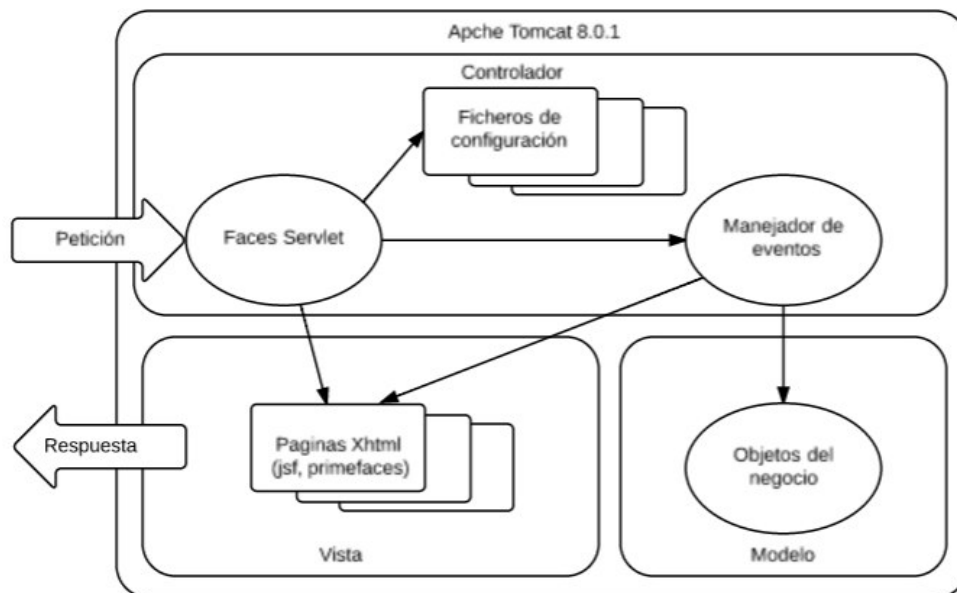 Apche Tomcat 8.0.1
Controlador
Ficheros de
configuración
Petición
Faces Servlet
Manejador de
eventos
Respuesta
Paginas Xhtml
(jsf, primefaces)
Objetos del
negocio
Vista
Modelo